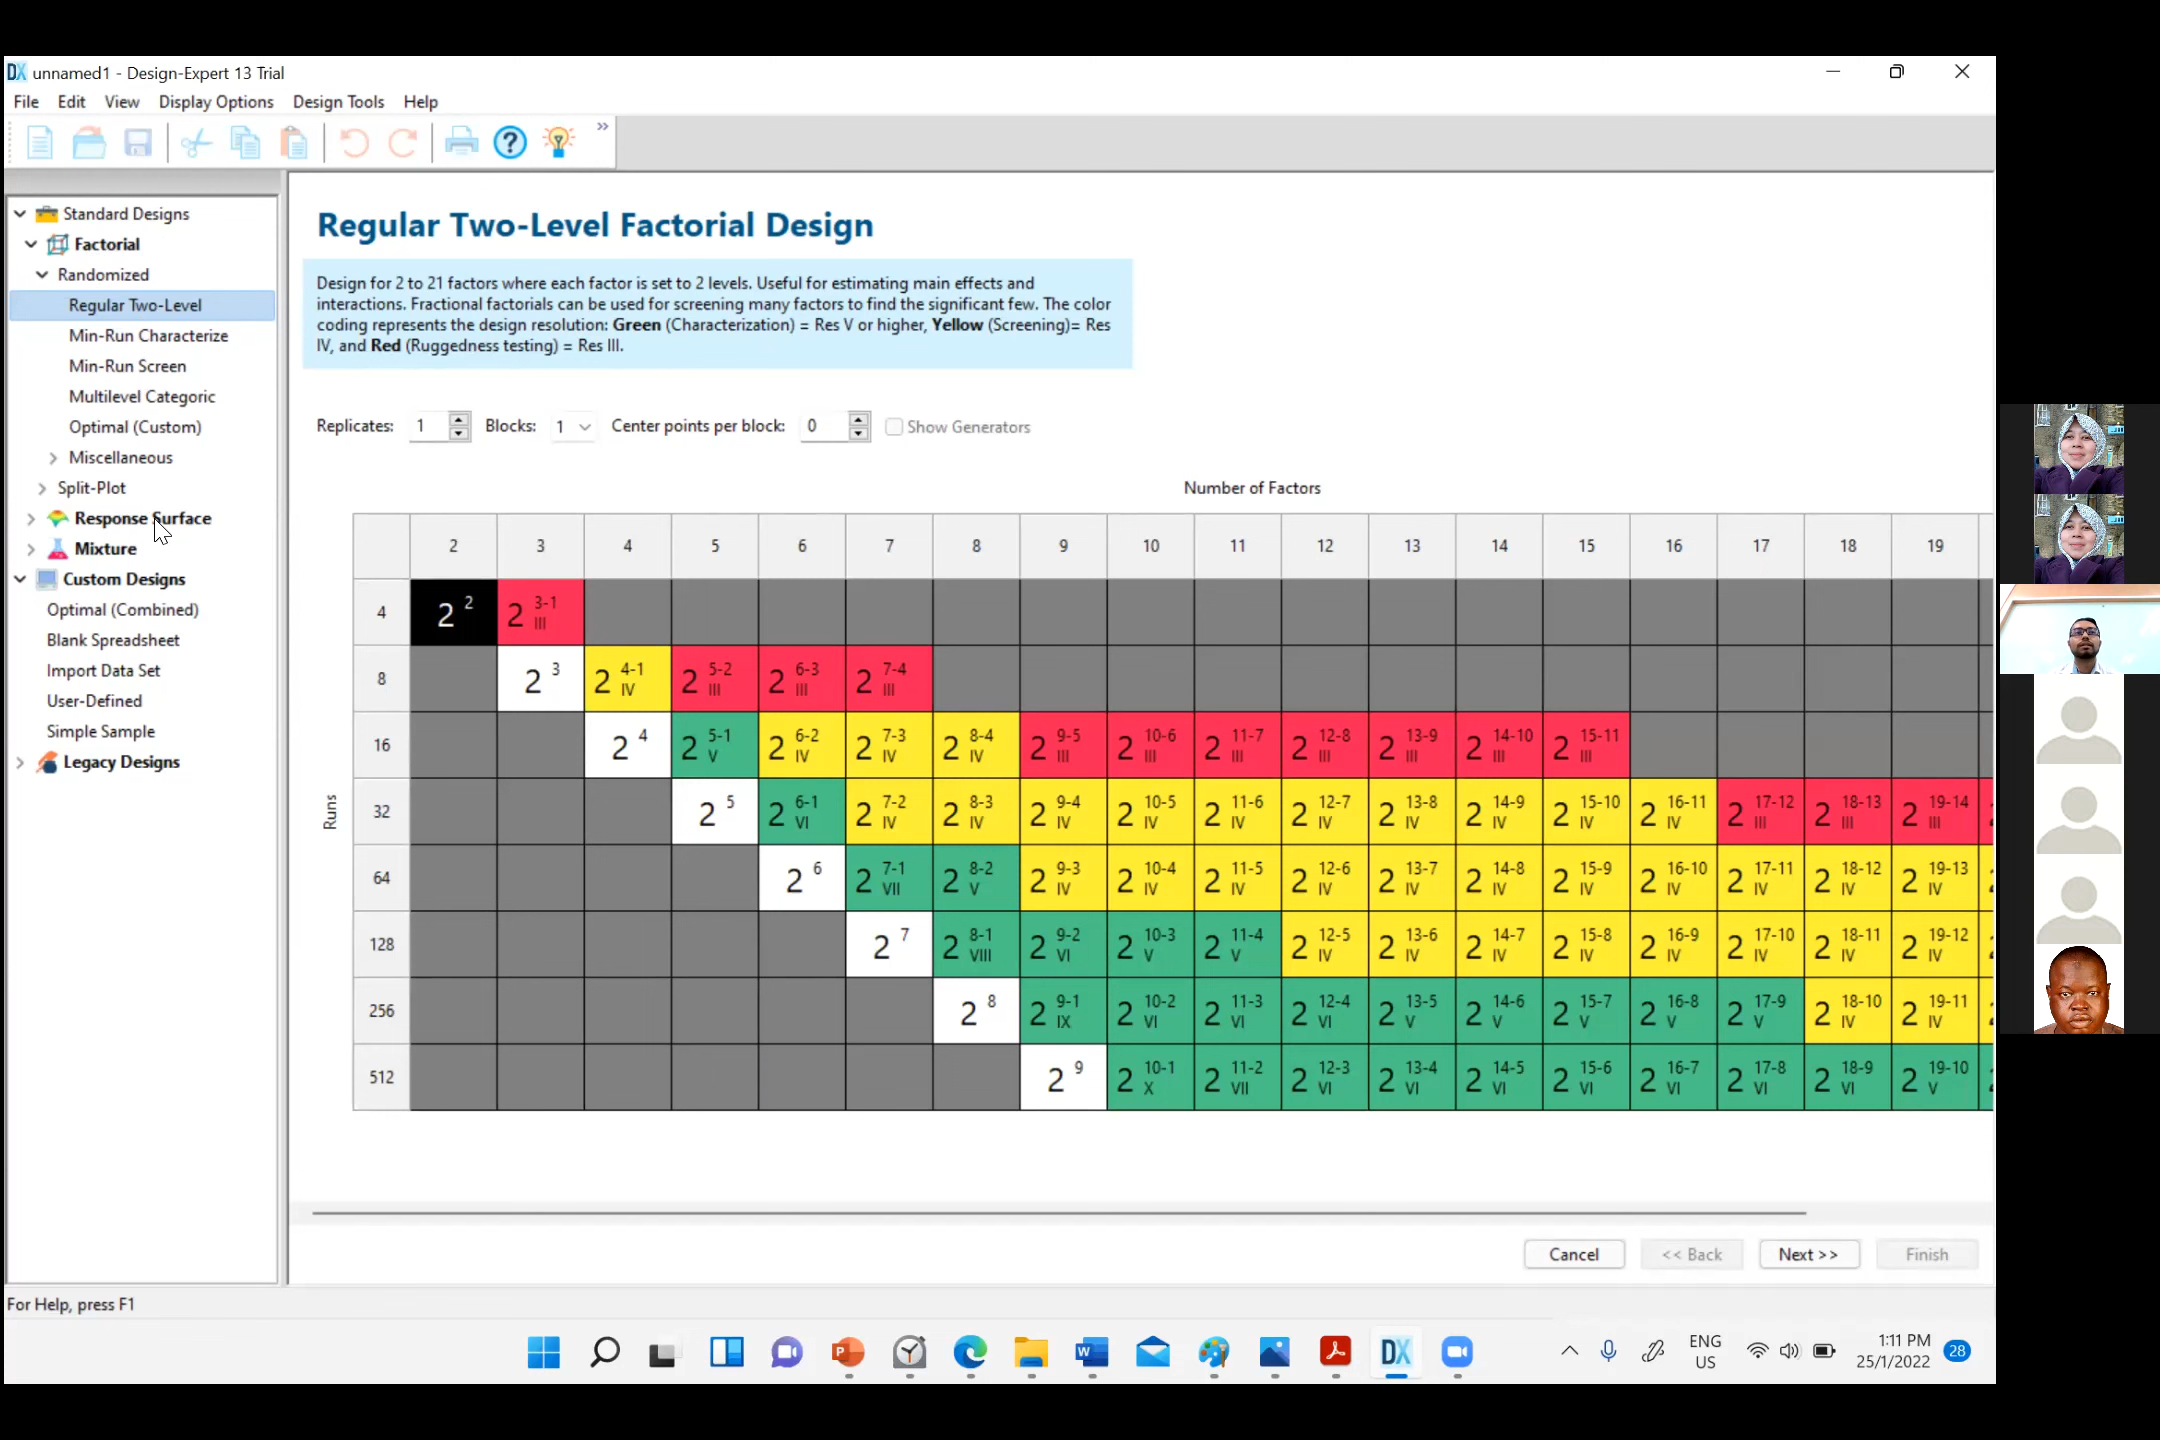 DX unnamed1 - Design-Expert 13 Trial
File Edit View Display Options Design Tools Help
Standard Designs
Factorial
Randomized
Regular Two-Level
Min-Run Characterize
Min-Run Screen
Multilevel Categoric
Optimal (Custom)
Miscellaneous
Split-Plot
Response Surface
Mixture
Custom Designs
Optimal (Combined)
Blank Spreadsheet
Import Data Set
User-Defined
Simple Sample
Legacy Designs
Regular Two-Level Factorial Design
Design for 2 to 21 factors where each factor is set to 2 levels. Useful for estimating main effects and
interactions. Fractional factorials can be used for screening many factors to find the significant few. The color
coding represents the design resolution: Green (Characterization) = Res V or higher, Yellow (Screening)= Res
IV, and Red (Ruggedness testing) = Res III.
Replicates: 1 Blocks: 1 Center points per block: 0 Show Generators
Number of Factors
2 3 4 5 6 7 8 9 10 11 12 13 14 15 16 17 18 19
Runs
4 2 2 2 3-1 III
8 2 3 2 4-1 IV 2 5-2 III 2 6-3 III 2 7-4 III
16 2 4 2 5-1 V 2 6-2 IV 2 7-3 IV 2 8-4 IV 2 9-5 III 2 10-6 III 2 11-7 III 2 12-8 III 2 13-9 III 2 14-10 III 2 15-11 III
32 2 5 2 6-1 VI 2 7-2 IV 2 8-3 IV 2 9-4 IV 2 10-5 IV 2 11-6 IV 2 12-7 IV 2 13-8 IV 2 14-9 IV 2 15-10 IV 2 16-11 IV 2 17-12 III 2 18-13 III 2 19-14 III
64 2 6 2 7-1 VII 2 8-2 V 2 9-3 IV 2 10-4 IV 2 11-5 IV 2 12-6 IV 2 13-7 IV 2 14-8 IV 2 15-9 IV 2 16-10 IV 2 17-11 IV 2 18-12 IV 2 19-13 IV
128 2 7 2 8-1 VIII 2 9-2 VI 2 10-3 V 2 11-4 V 2 12-5 IV 2 13-6 IV 2 14-7 IV 2 15-8 IV 2 16-9 IV 2 17-10 IV 2 18-11 IV 2 19-12 IV
256 2 8 2 9-1 IX 2 10-2 VI 2 11-3 VI 2 12-4 VI 2 13-5 V 2 14-6 V 2 15-7 V 2 16-8 V 2 17-9 V 2 18-10 IV 2 19-11 IV
512 2 9 2 10-1 X 2 11-2 VII 2 12-3 VI 2 13-4 VI 2 14-5 VI 2 15-6 VI 2 16-7 VI 2 17-8 VI 2 18-9 VI 2 19-10 V
Cancel << Back Next >> Finish
For Help, press F1
P W DX
ENG
US
1:11 PM
25/1/2022
28